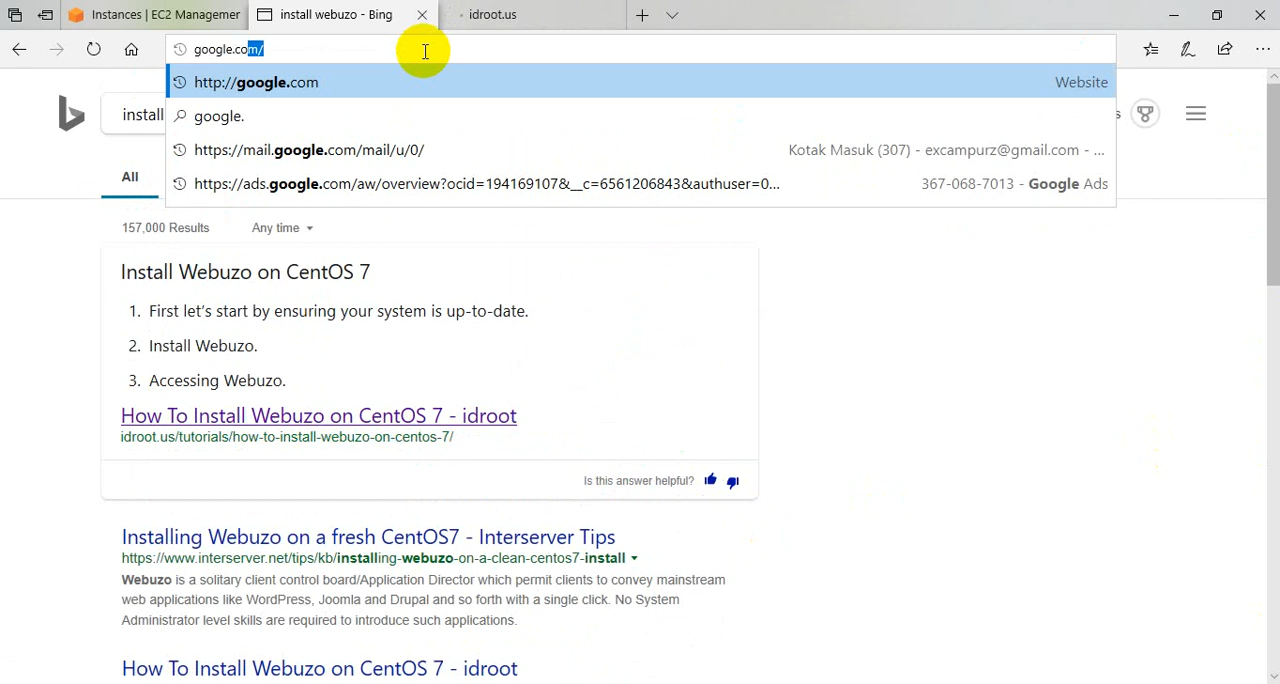 Instances | EC2 Managemer
install webuzo - Bing
idroot.us
google.com/
http://google.com
Website
google.
https://mail.google.com/mail/u/0/
Kotak Masuk (307) - excampurz@gmail.com - ...
https://ads.google.com/aw/overview?ocid=194169107&__c=6561206843&authuser=0...
367-068-7013 - Google Ads
install
s
All
157,000 Results
Any time
Install Webuzo on CentOS 7
1. First let's start by ensuring your system is up-to-date.
2. Install Webuzo.
3. Accessing Webuzo.
How To Install Webuzo on CentOS 7 - idroot
idroot.us/tutorials/how-to-install-webuzo-on-centos-7/
Is this answer helpful?
Installing Webuzo on a fresh CentOS7 - Interserver Tips
https://www.interserver.net/tips/kb/installing-webuzo-on-a-clean-centos7-install
Webuzo is a solitary client control board/Application Director which permit clients to convey mainstream
web applications like WordPress, Joomla and Drupal and so forth with a single click. No System
Administrator level skills are required to introduce such applications.
How To Install Webuzo on CentOS 7 - idroot